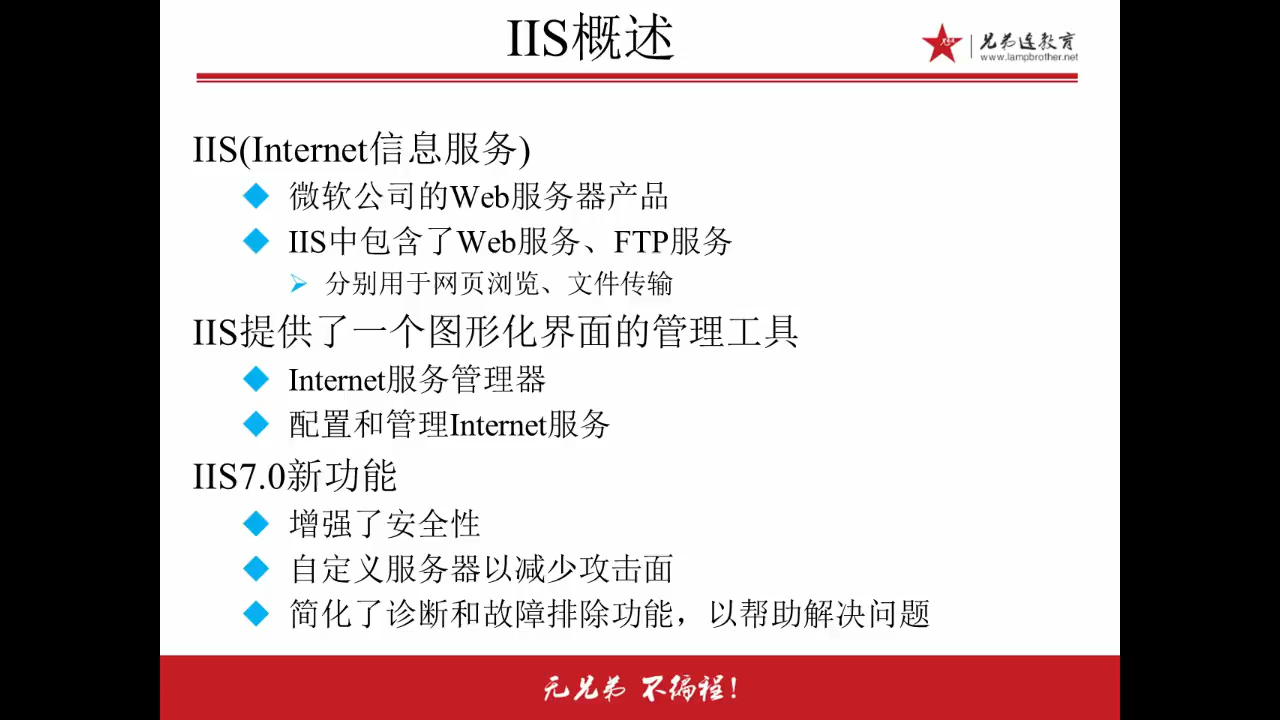 IIS概述
兄弟连教育
www.lampbrother.net
IIS(Internet信息服务)
微软公司的Web服务器产品
IIS中包含了Web服务、FTP服务
分别用于网页浏览、文件传输
IIS提供了一个图形化界面的管理工具
Internet服务管理器
配置和管理Internet服务
IIS7.0新功能
增强了安全性
自定义服务器以减少攻击面
简化了诊断和故障排除功能，以帮助解决问题
无兄弟 不编程！